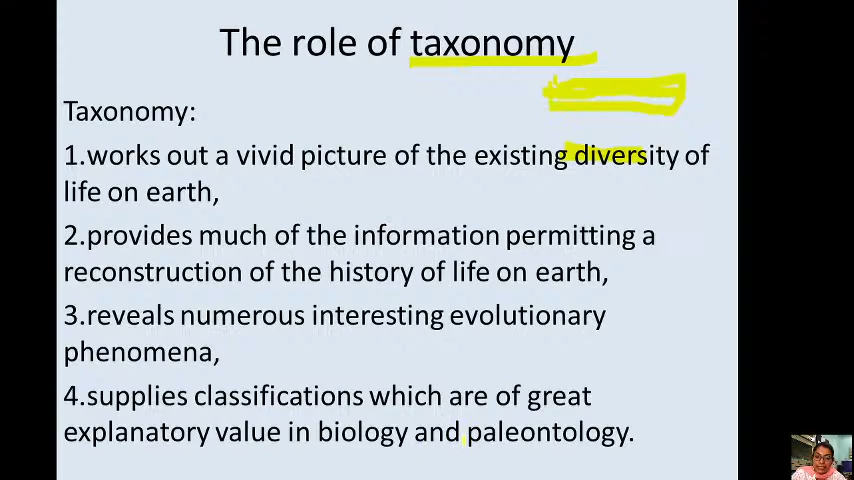 The role of taxonomy
Taxonomy:
1.works out a vivid picture of the existing diversity of
life on earth,
2.provides much of the information permitting a
reconstruction of the history of life on earth,
3.reveals numerous interesting evolutionary
phenomena,
4.supplies classifications which are of great
explanatory value in biology and paleontology.